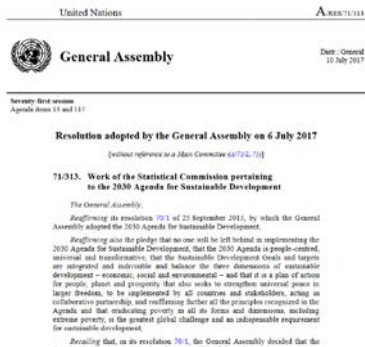 United Nations
A/RES/71/313
General Assembly
Distr.: General
10 July 2017
Seventy-first session
Agenda items 13 and 117
Resolution adopted by the General Assembly on 6 July 2017
[without reference to a Main Committee (A/71/L.75)]
71/313. Work of the Statistical Commission pertaining
to the 2030 Agenda for Sustainable Development
The General Assembly,
Reaffirming its resolution 70/1 of 25 September 2015, by which the General
Assembly adopted the 2030 Agenda for Sustainable Development,
Reaffirming also the pledge that no one will be left behind in implementing the
2030 Agenda for Sustainable Development, that the 2030 Agenda is people-centred,
universal and transformative, that the Sustainable Development Goals and targets
are integrated and indivisible and balance the three dimensions of sustainable
development – economic, social and environmental – and that it is a plan of action
for people, planet and prosperity that also seeks to strengthen universal peace in
larger freedom, to be implemented by all countries and stakeholders, acting in
collaborative partnership, and reaffirming further all the principles recognized in the
Agenda and that eradicating poverty in all its forms and dimensions, including
extreme poverty, is the greatest global challenge and an indispensable requirement
for sustainable development,
Recalling that, in its resolution 70/1, the General Assembly decided that the